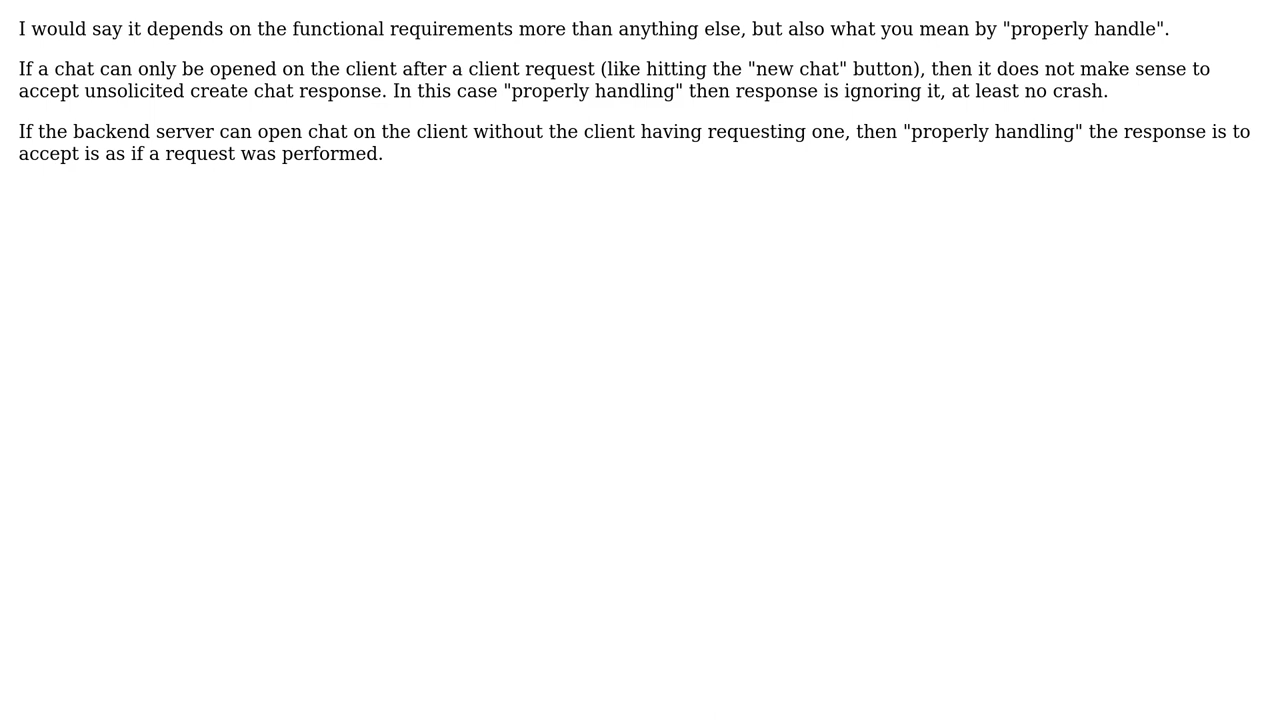 I would say it depends on the functional requirements more than anything else, but also what you mean by "properly handle".
If a chat can only be opened on the client after a client request (like hitting the "new chat" button), then it does not make sense to
accept unsolicited create chat response. In this case "properly handling" then response is ignoring it, at least no crash.
If the backend server can open chat on the client without the client having requesting one, then "properly handling" the response is to
accept is as if a request was performed.